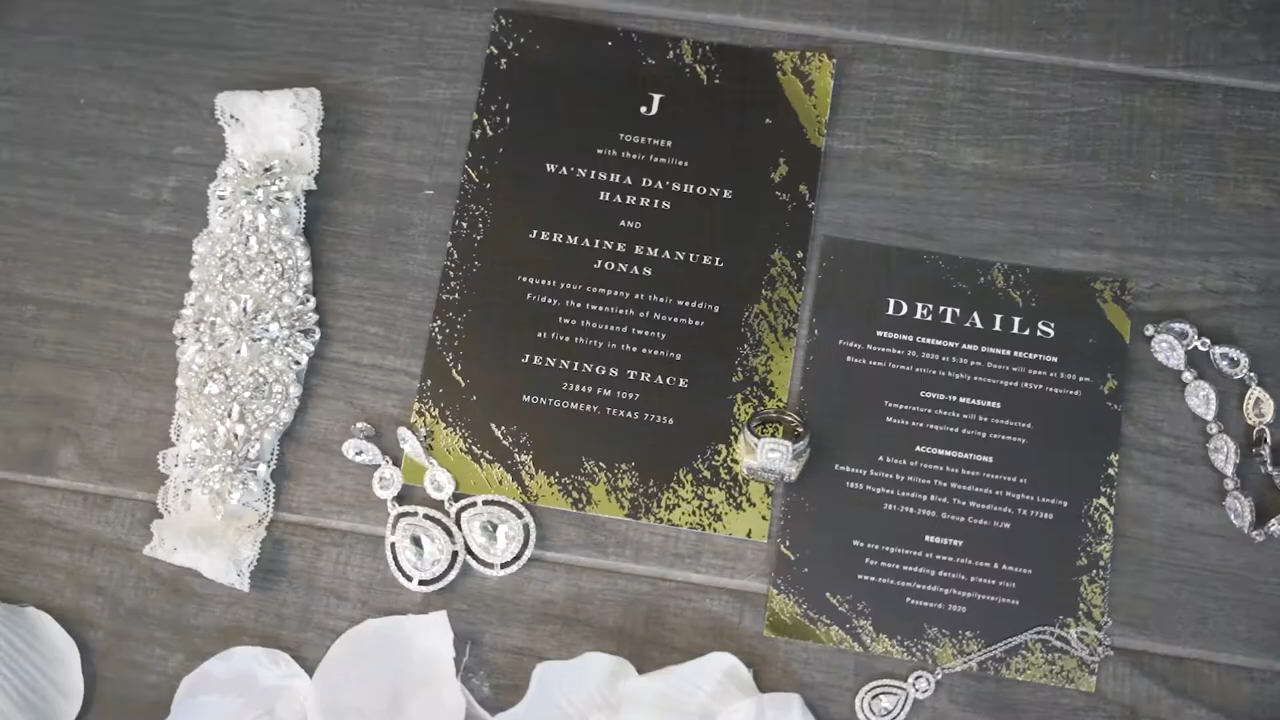 J
TOGETHER
with their families
WA'NISHA DA'SHONE
HARRIS
AND
JERMAINE EMANUEL
JONAS
request your company at their wedding
Friday, the twentieth of November
two thousand twenty
at five thirty in the evening
JENNINGS TRACE
23849 FM 1097
MONTGOMERY, TEXAS 77356
DETAILS
WEDDING CEREMONY AND DINNER RECEPTION
Friday, November 20, 2020 at 5:30 pm. Doors will open at 5:00 pm.
Black semi formal attire is highly encouraged (RSVP required)
COVID-19 MEASURES
Temperature checks will be conducted.
Masks are required during ceremony.
ACCOMMODATIONS
A block of rooms has been reserved at
Embassy Suites by Hilton The Woodlands at Hughes Landing
1855 Hughes Landing Blvd, The Woodlands, TX 77380
281-298-2900. Group Code: HJW
REGISTRY
We are registered at www.zola.com & Amazon
For more wedding details, please visit
www.zola.com/wedding/happilyoverjonas
Password: 2020